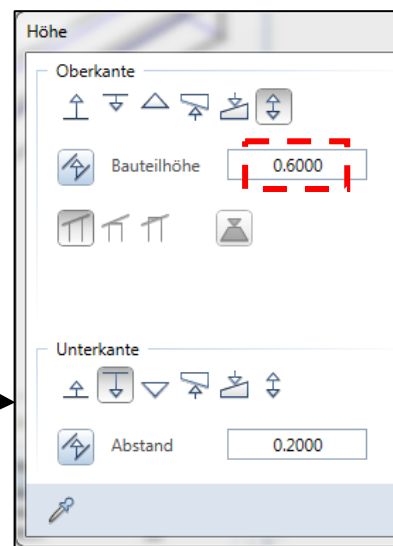 Höhe
Oberkante
Bauteilhöhe 0.6000
Unterkante
Abstand 0.2000